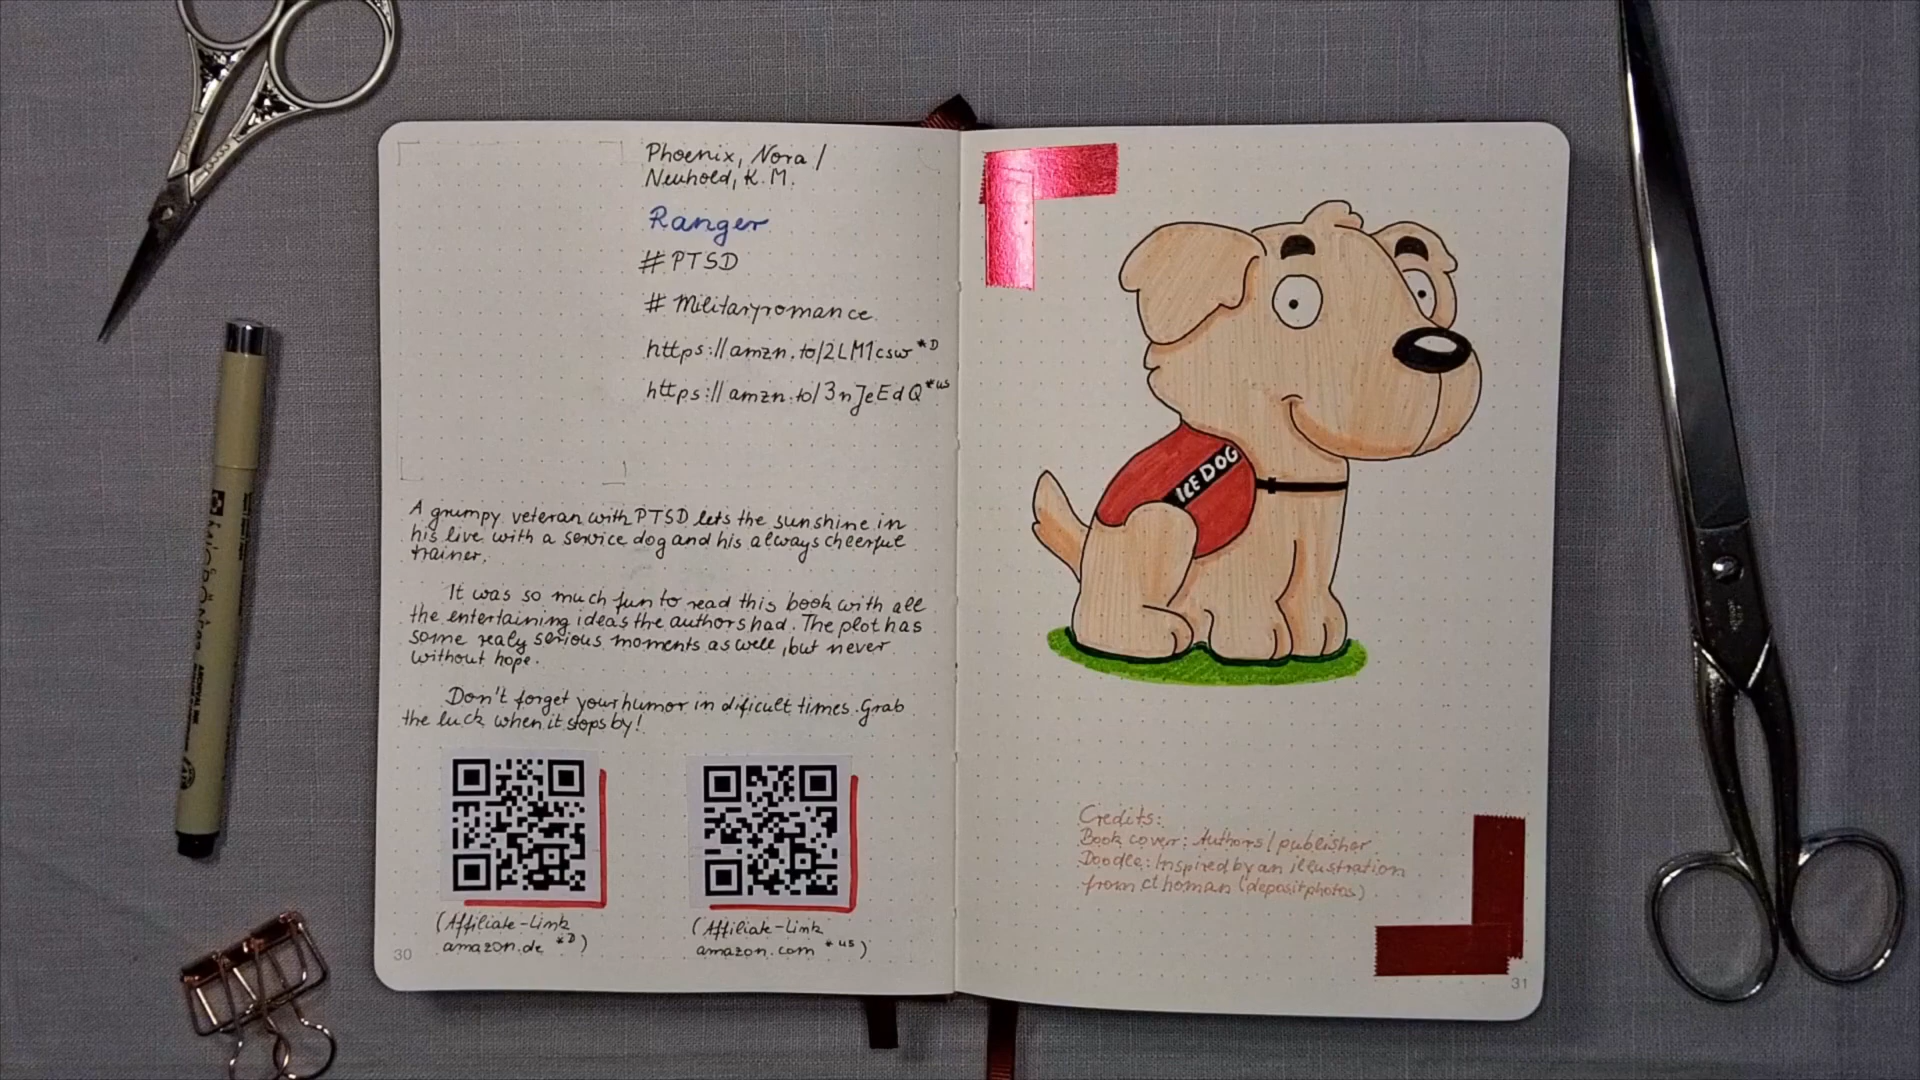 Phoenix, Nora /
Neuhold, K.M.
Ranger
# PTSD
# Militaryromance
https://amzn.to/2LM1csw *D
https://amzn.to/3nJeEdQ *US
A grumpy veteran with PTSD lets the sunshine in
his live with a service dog and his always cheerful
trainer.
It was so much fun to read this book with all
the entertaining ideas the authors had. The plot has
some realy serious moments as well, but never
without hope.
Don't forget your humor in dificult times. Grab
the luck when it stops by!
(Affiliate-Link
amazon.de *D)
(Affiliate-Link
amazon.com *US)
30
ICE DOG
Credits:
Book cover: Authors/publisher
Doodle: Inspired by an illustration
from cthoman (depositphotos)
31
ARCHIVAL INK